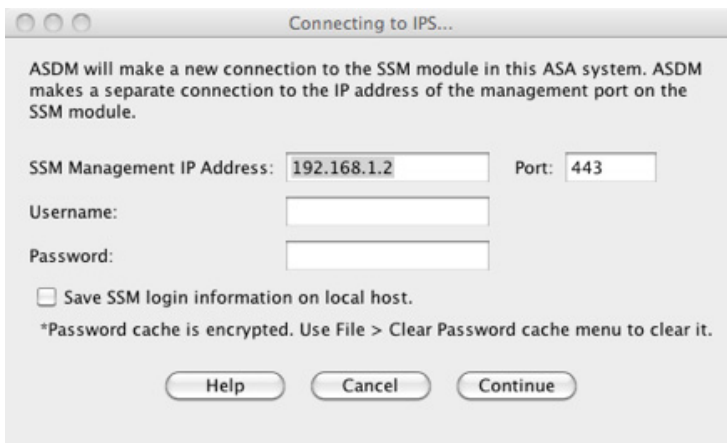 Connecting to IPS...
ASDM will make a new connection to the SSM module in this ASA system. ASDM
makes a separate connection to the IP address of the management port on the
SSM module.
SSM Management IP Address: 192.168.1.2 Port: 443
Username:
Password:
Save SSM login information on local host.
*Password cache is encrypted. Use File > Clear Password cache menu to clear it.
Help Cancel Continue